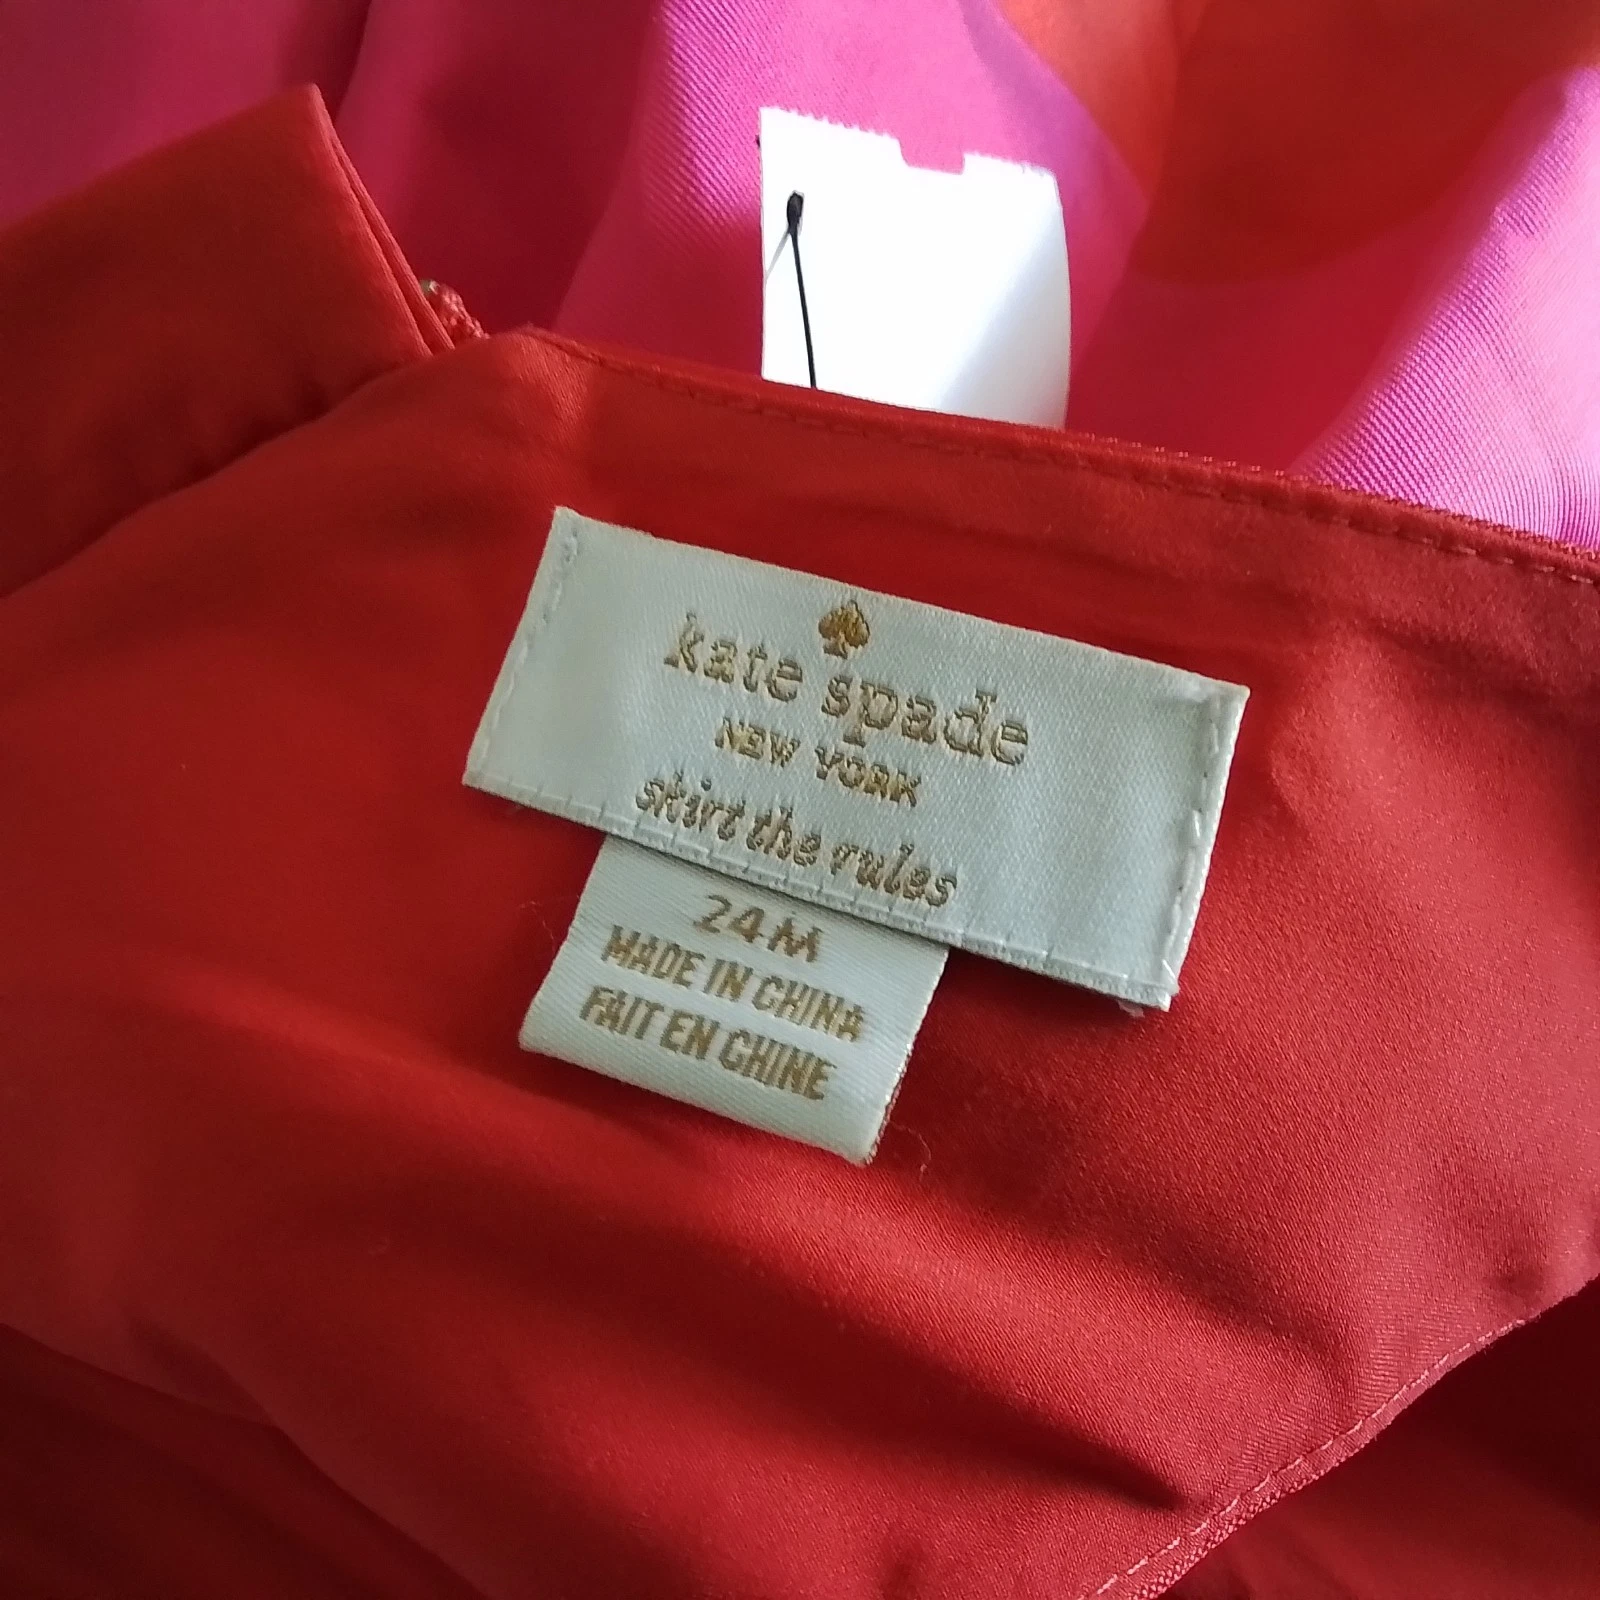 kate spade
NEW YORK
skirt the rules
24M
MADE IN CHINA
FAIT EN CHINE